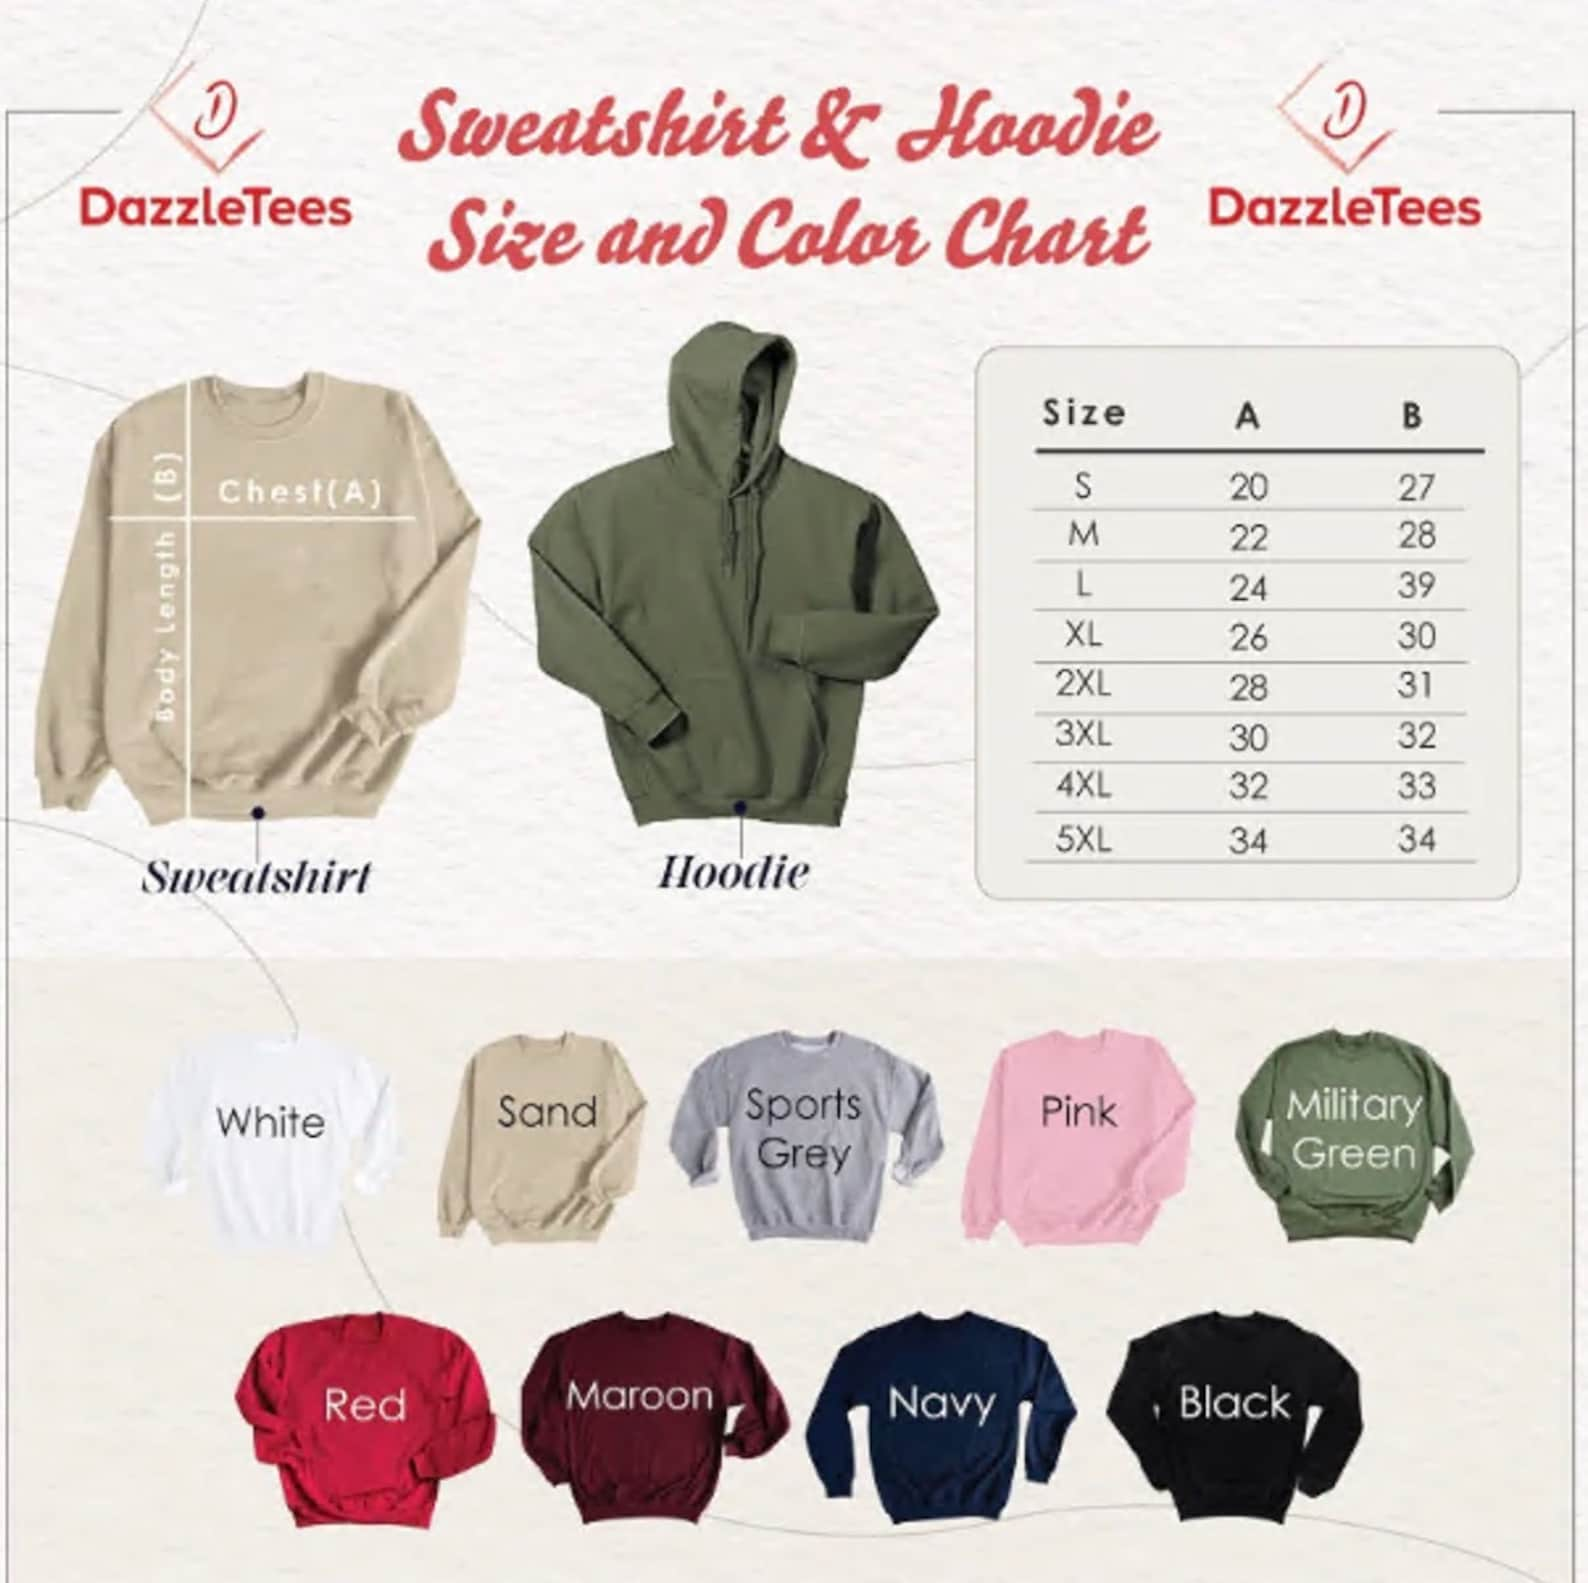 D
DazzleTees
Sweatshirt & Hoodie
Size and Color Chart
D
DazzleTees
Chest(A)
Body Length (B)
Sweatshirt
Hoodie
Size A B
S 20 27
M 22 28
L 24 39
XL 26 30
2XL 28 31
3XL 30 32
4XL 32 33
5XL 34 34
White
Sand
Sports
Grey
Pink
Military
Green
Red
Maroon
Navy
Black